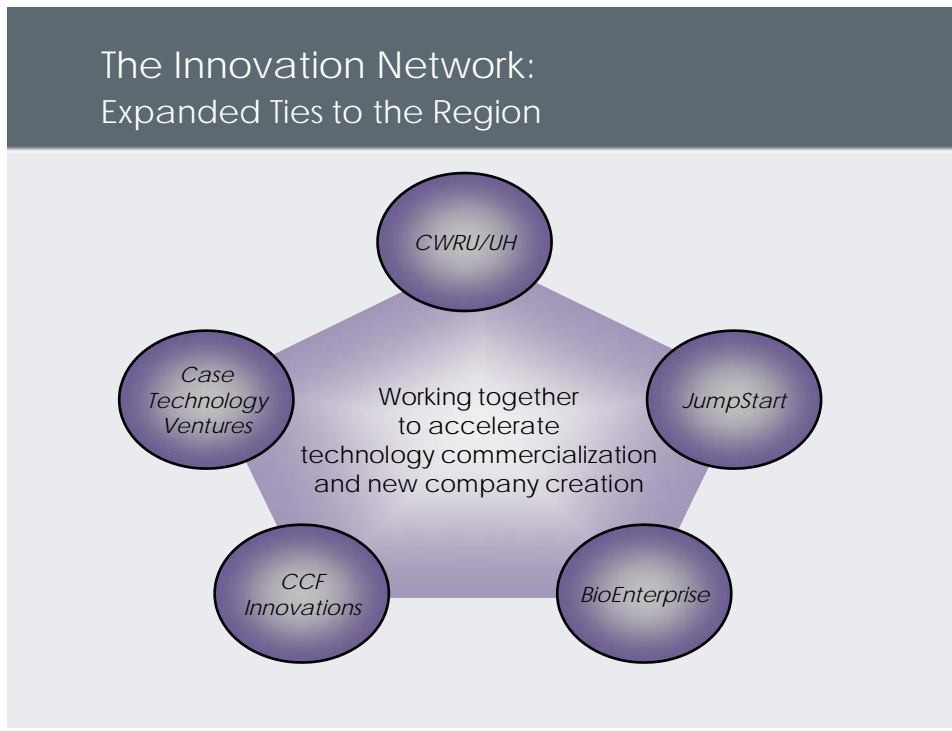 The Innovation Network:
Expanded Ties to the Region
CWRU/UH
Case
Technology
Ventures
JumpStart
Working together
to accelerate
technology commercialization
and new company creation
CCF
Innovations
BioEnterprise